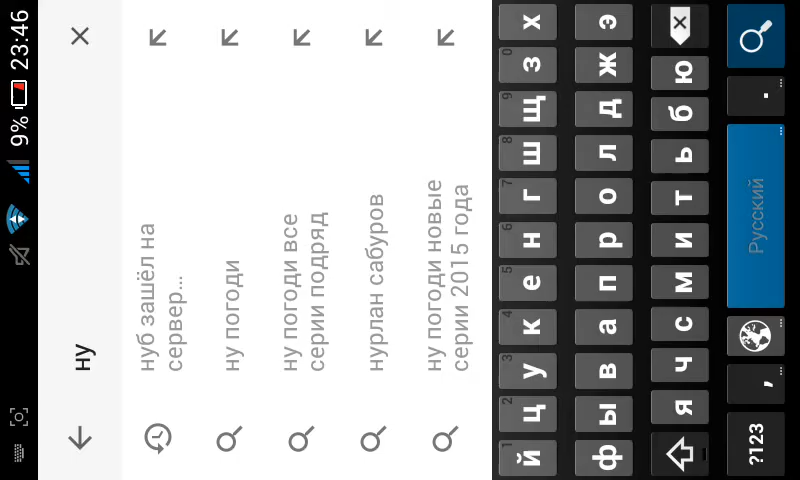 9% 23:46
ну
нуб зашёл на
сервер...
ну погоди
ну погоди все
серии подряд
нурлан сабуров
ну погоди новые
серии 2015 года
1 2 3 4 5 6 7 8 9 0
й ц у к е н г ш щ з х
ф ы в а п р о л д ж э
я ч с м и т ь б ю
?123 , Русский .